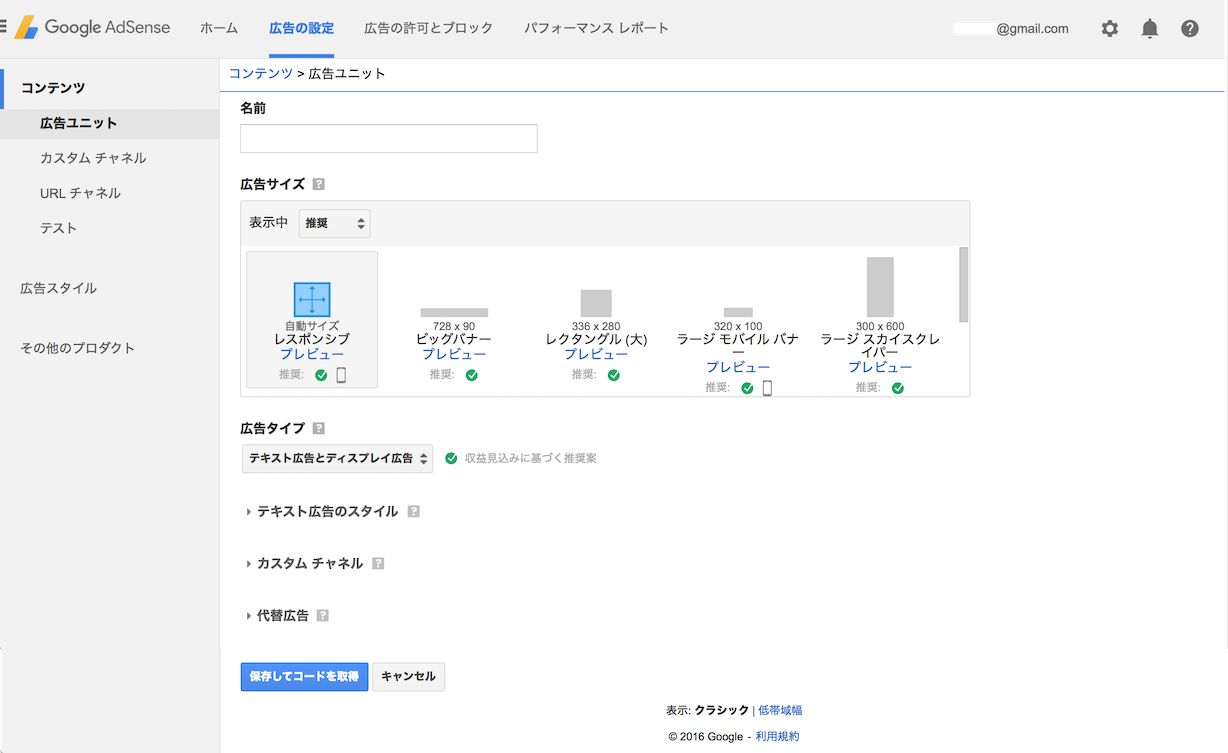 Google AdSense ホーム 広告の設定 広告の許可とブロック パフォーマンス レポート @gmail.com
コンテンツ
広告ユニット
カスタム チャネル
URL チャネル
テスト
広告スタイル
その他のプロダクト
コンテンツ > 広告ユニット
名前
広告サイズ ?
表示中 推奨
自動サイズ
レスポンシブ
プレビュー
推奨:
728 x 90
ビッグバナー
プレビュー
推奨:
336 x 280
レクタングル (大)
プレビュー
推奨:
320 x 100
ラージ モバイル バナ
ー
プレビュー
推奨:
300 x 600
ラージ スカイスクレ
イパー
プレビュー
推奨:
広告タイプ ?
テキスト広告とディスプレイ広告 収益見込みに基づく推奨案
テキスト広告のスタイル ?
カスタム チャネル ?
代替広告 ?
保存してコードを取得 キャンセル
表示: クラシック | 低帯域幅
© 2016 Google - 利用規約